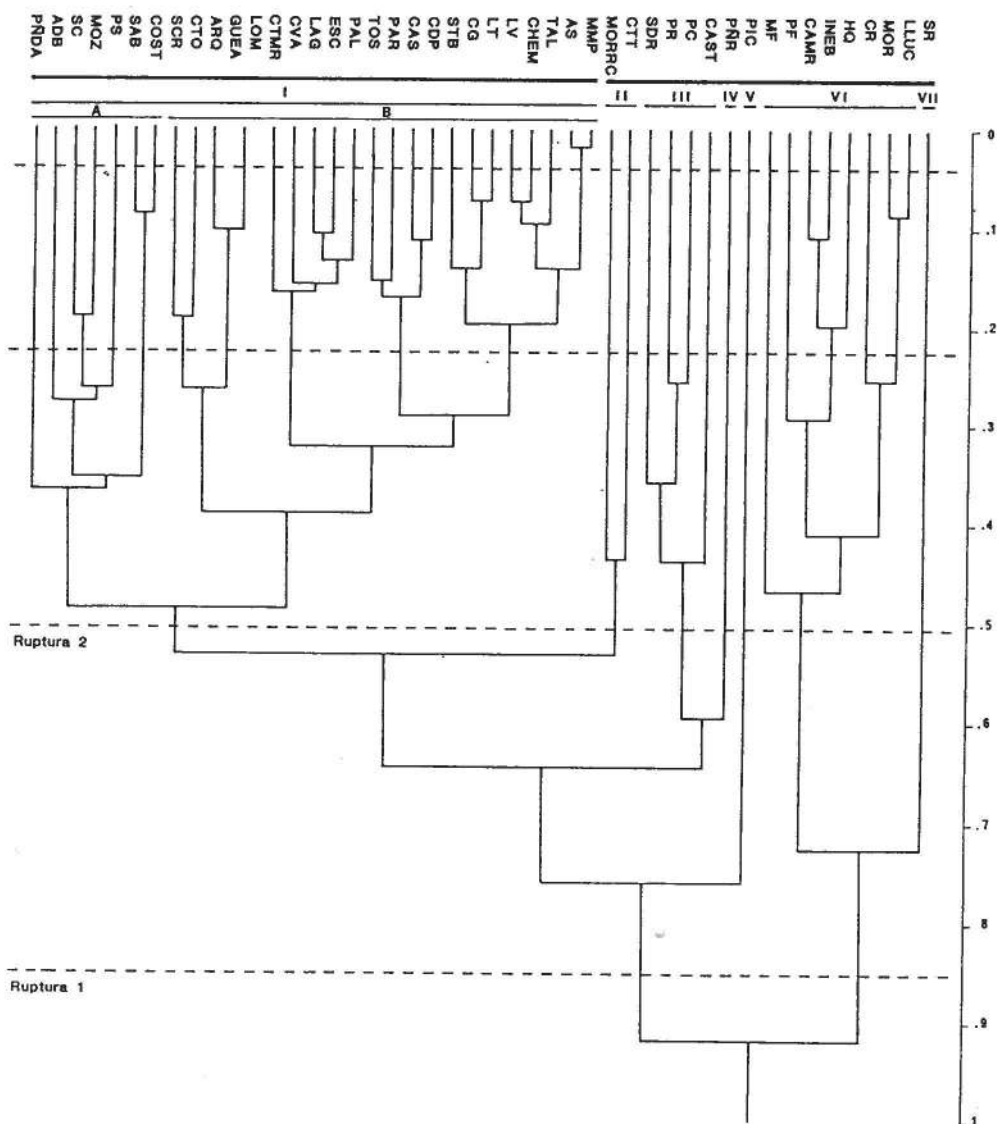 PÑDA ADB SC MOZ PS SAB COST SCR CTO ARQ GUEA LOM CTMR CVA LAG ESC PAL TOS PAR CAS CDP STB CG LT LV CHEM TAL AS MMP MORRC CTT SDR PR PC CAST PÑR PIC MF PF CAMR INEB HQ CR MOR LLUC SR
I II III IV V VI VII
A B
0
.1
.2
.3
.4
.5
Ruptura 2
.6
.7
8
Ruptura 1
.9
1